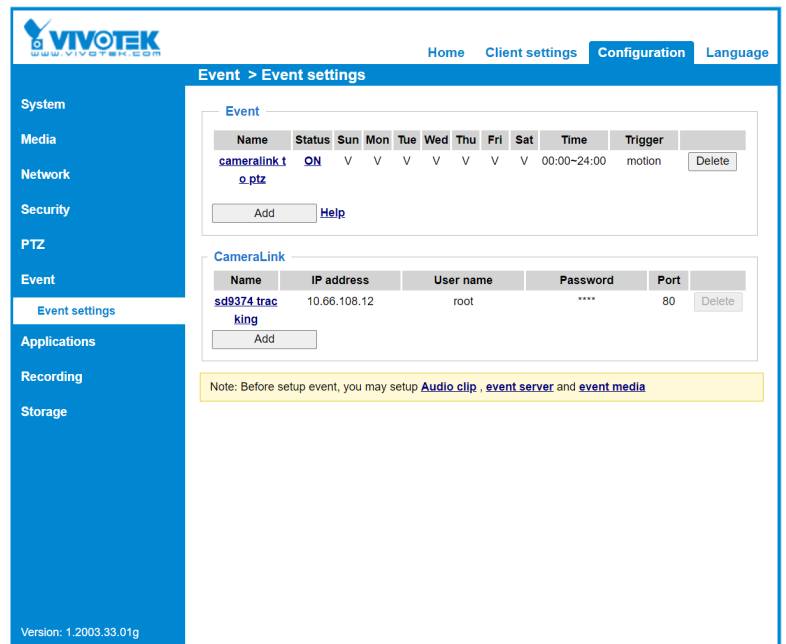 VIVOTEK
www.vivotek.com
Home Client settings Configuration Language
Event > Event settings
System
Media
Network
Security
PTZ
Event
Event settings
Applications
Recording
Storage
Version: 1.2003.33.01g
Event
Name Status Sun Mon Tue Wed Thu Fri Sat Time Trigger
cameralink t ON V V V V V V V 00:00~24:00 motion Delete
o ptz
Add Help
CameraLink
Name IP address User name Password Port
sd9374 trac 10.66.108.12 root **** 80 Delete
king
Add
Note: Before setup event, you may setup Audio clip , event server and event media